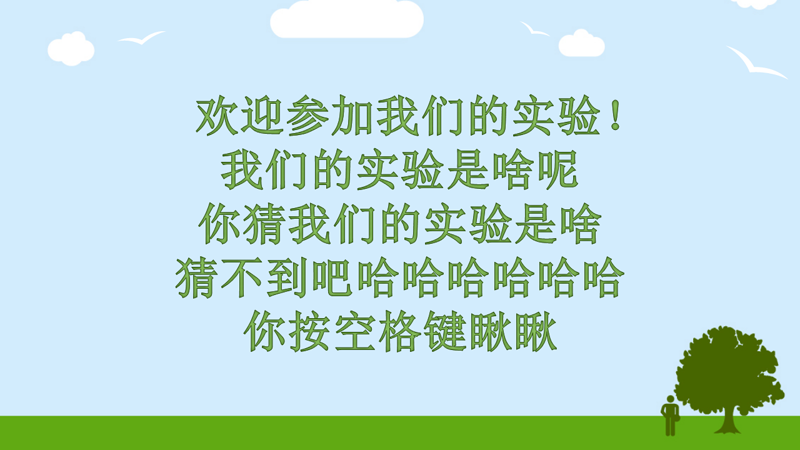 欢迎参加我们的实验！
我们的实验是啥呢
你猜我们的实验是啥
猜不到吧哈哈哈哈哈哈
你按空格键瞅瞅